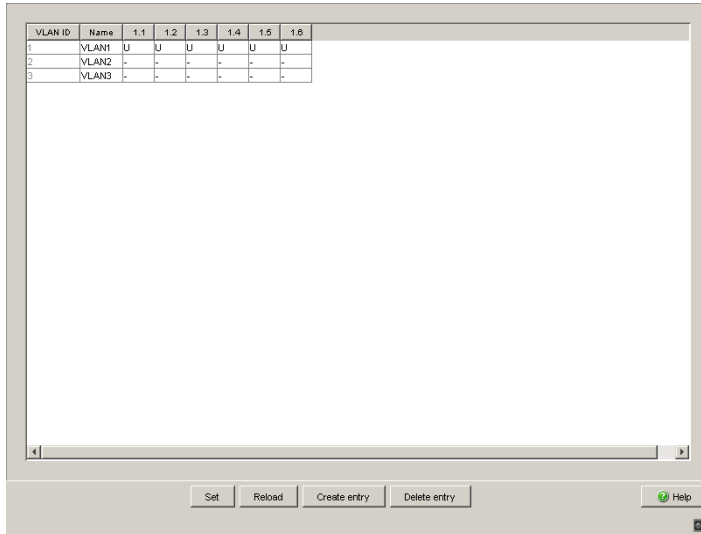 VLAN ID Name 1.1 1.2 1.3 1.4 1.5 1.6
1 VLAN1 U U U U U U
2 VLAN2 - - - - - -
3 VLAN3 - - - - - -
Set Reload Create entry Delete entry Help